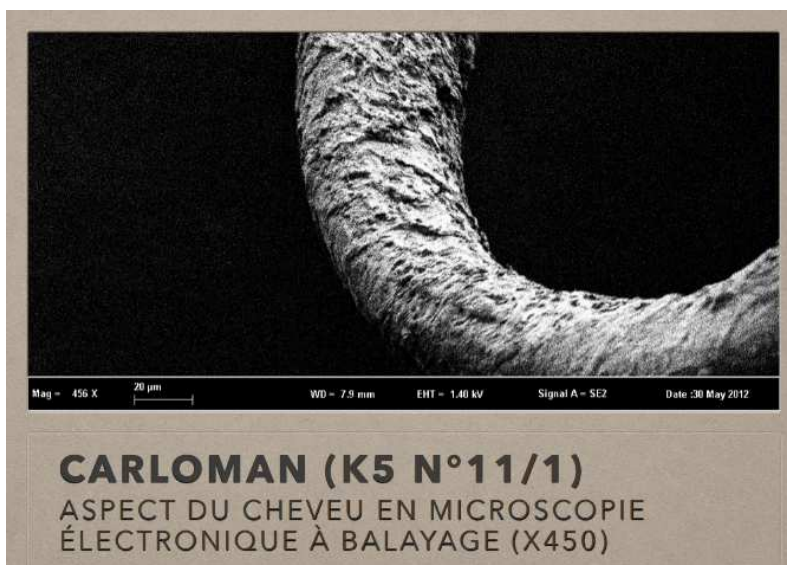 Mag = 456 X 20 µm WD = 7.9 mm EHT = 1.40 kV Signal A = SE2 Date :30 May 2012
CARLOMAN (K5 N°11/1)
ASPECT DU CHEVEU EN MICROSCOPIE
ÉLECTRONIQUE À BALAYAGE (X450)